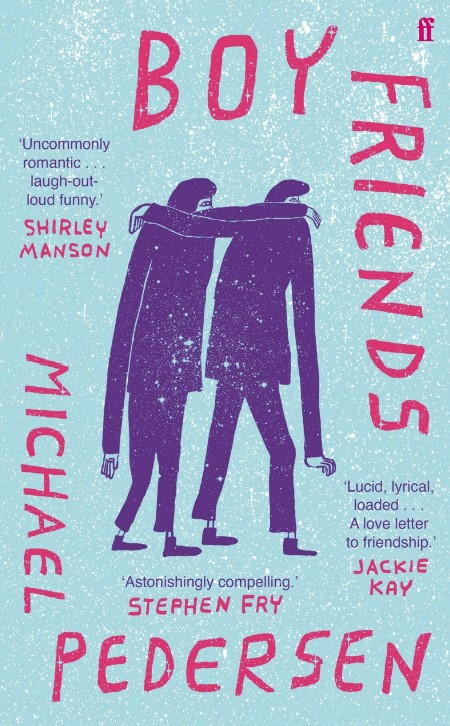 ff
BOY
FRIENDS
'Uncommonly
romantic . . .
laugh-out-
loud funny.'
SHIRLEY
MANSON
MICHAEL
PEDERSEN
'Lucid, lyrical,
loaded . . .
A love letter
to friendship.'
JACKIE
KAY
'Astonishingly compelling.'
STEPHEN FRY